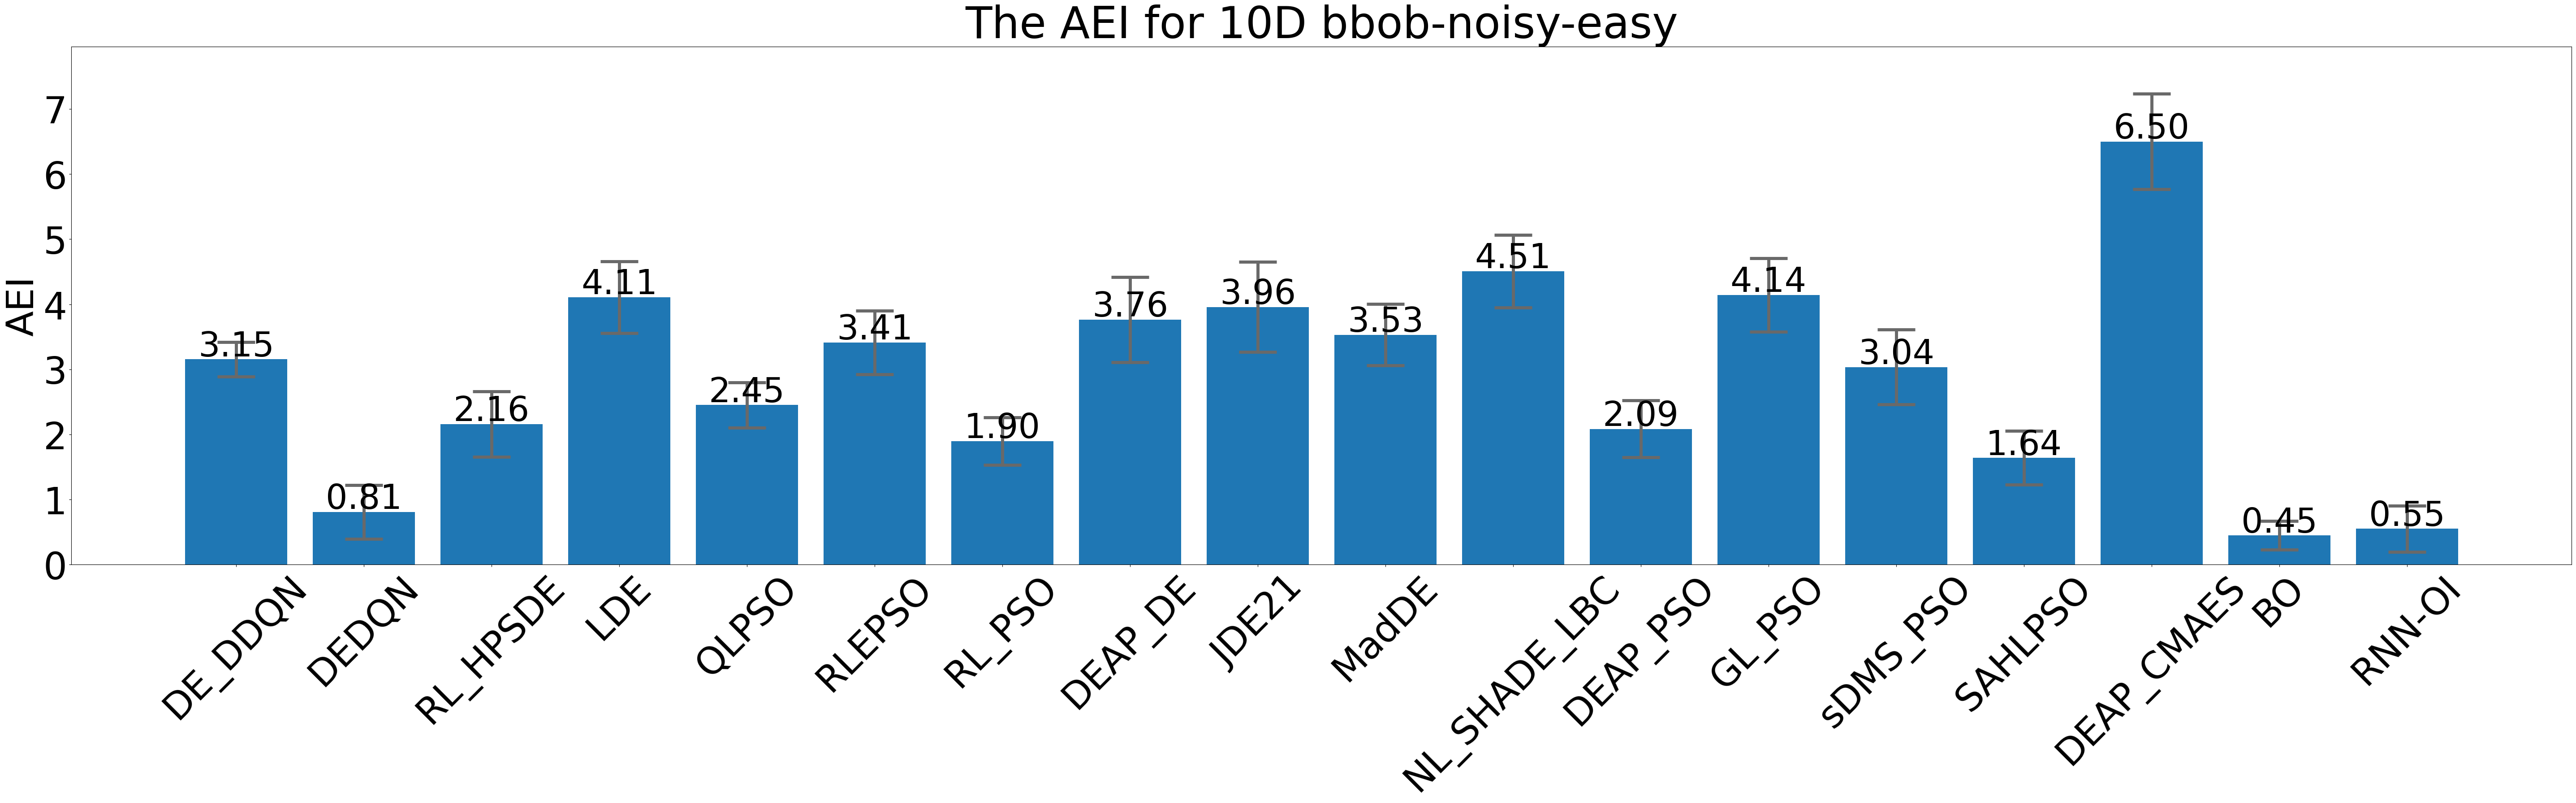 The AEI for 10D bbob-noisy-easy
AEI
7
6
5
4
3
2
1
0
3.15
0.81
2.16
4.11
2.45
3.41
1.90
3.76
3.96
3.53
4.51
2.09
4.14
3.04
1.64
6.50
0.45
0.55
DE_DDQN
DEDQN
RL_HPSDE
LDE
QLPSO
RLEPSO
RL_PSO
DEAP_DE
JDE21
MadDE
NL_SHADE_LBC
DEAP_PSO
GL_PSO
sDMS_PSO
SAHLPSO
DEAP_CMAES
BO
RNN-OI